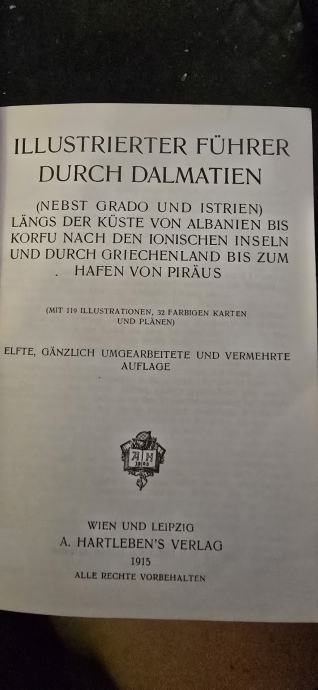 ILLUSTRIERTER FÜHRER
DURCH DALMATIEN
(NEBST GRADO UND ISTRIEN)
LÄNGS DER KÜSTE VON ALBANIEN BIS
KORFU NACH DEN IONISCHEN INSELN
UND DURCH GRIECHENLAND BIS ZUM
HAFEN VON PIRÄUS
(MIT 119 ILLUSTRATIONEN, 32 FARBIGEN KARTEN
UND PLÄNEN)
ELFTE, GÄNZLICH UMGEARBEITETE UND VERMEHRTE
AUFLAGE
A H
WIEN UND LEIPZIG
A. HARTLEBEN'S VERLAG
1915
ALLE RECHTE VORBEHALTEN